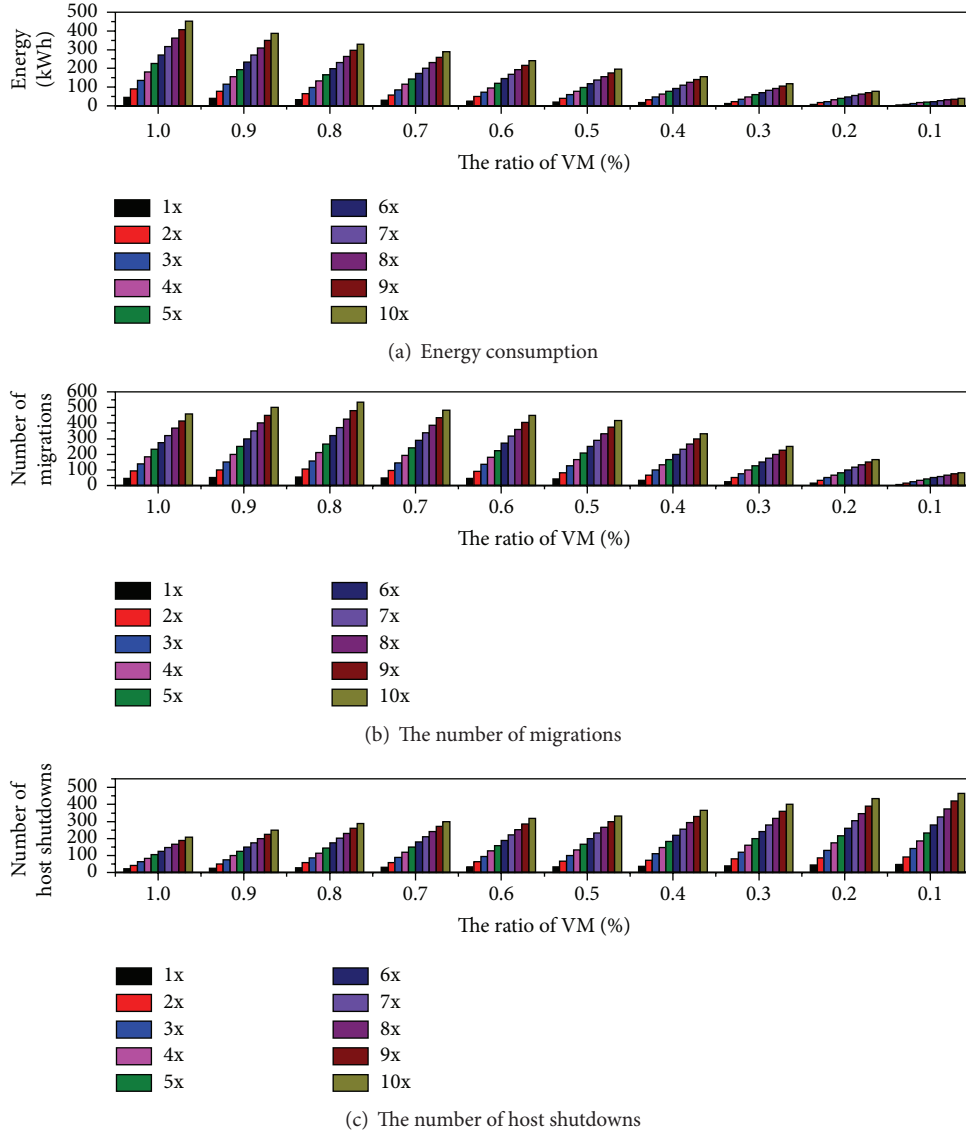 Energy
(kWh)
500
400
300
200
100
0
1.0 0.9 0.8 0.7 0.6 0.5 0.4 0.3 0.2 0.1
The ratio of VM (%)
1x 6x
2x 7x
3x 8x
4x 9x
5x 10x
(a) Energy consumption
Number of
migrations
600
500
400
300
200
100
0
1.0 0.9 0.8 0.7 0.6 0.5 0.4 0.3 0.2 0.1
The ratio of VM (%)
1x 6x
2x 7x
3x 8x
4x 9x
5x 10x
(b) The number of migrations
Number of
host shutdowns
500
400
300
200
100
0
1.0 0.9 0.8 0.7 0.6 0.5 0.4 0.3 0.2 0.1
The ratio of VM (%)
1x 6x
2x 7x
3x 8x
4x 9x
5x 10x
(c) The number of host shutdowns